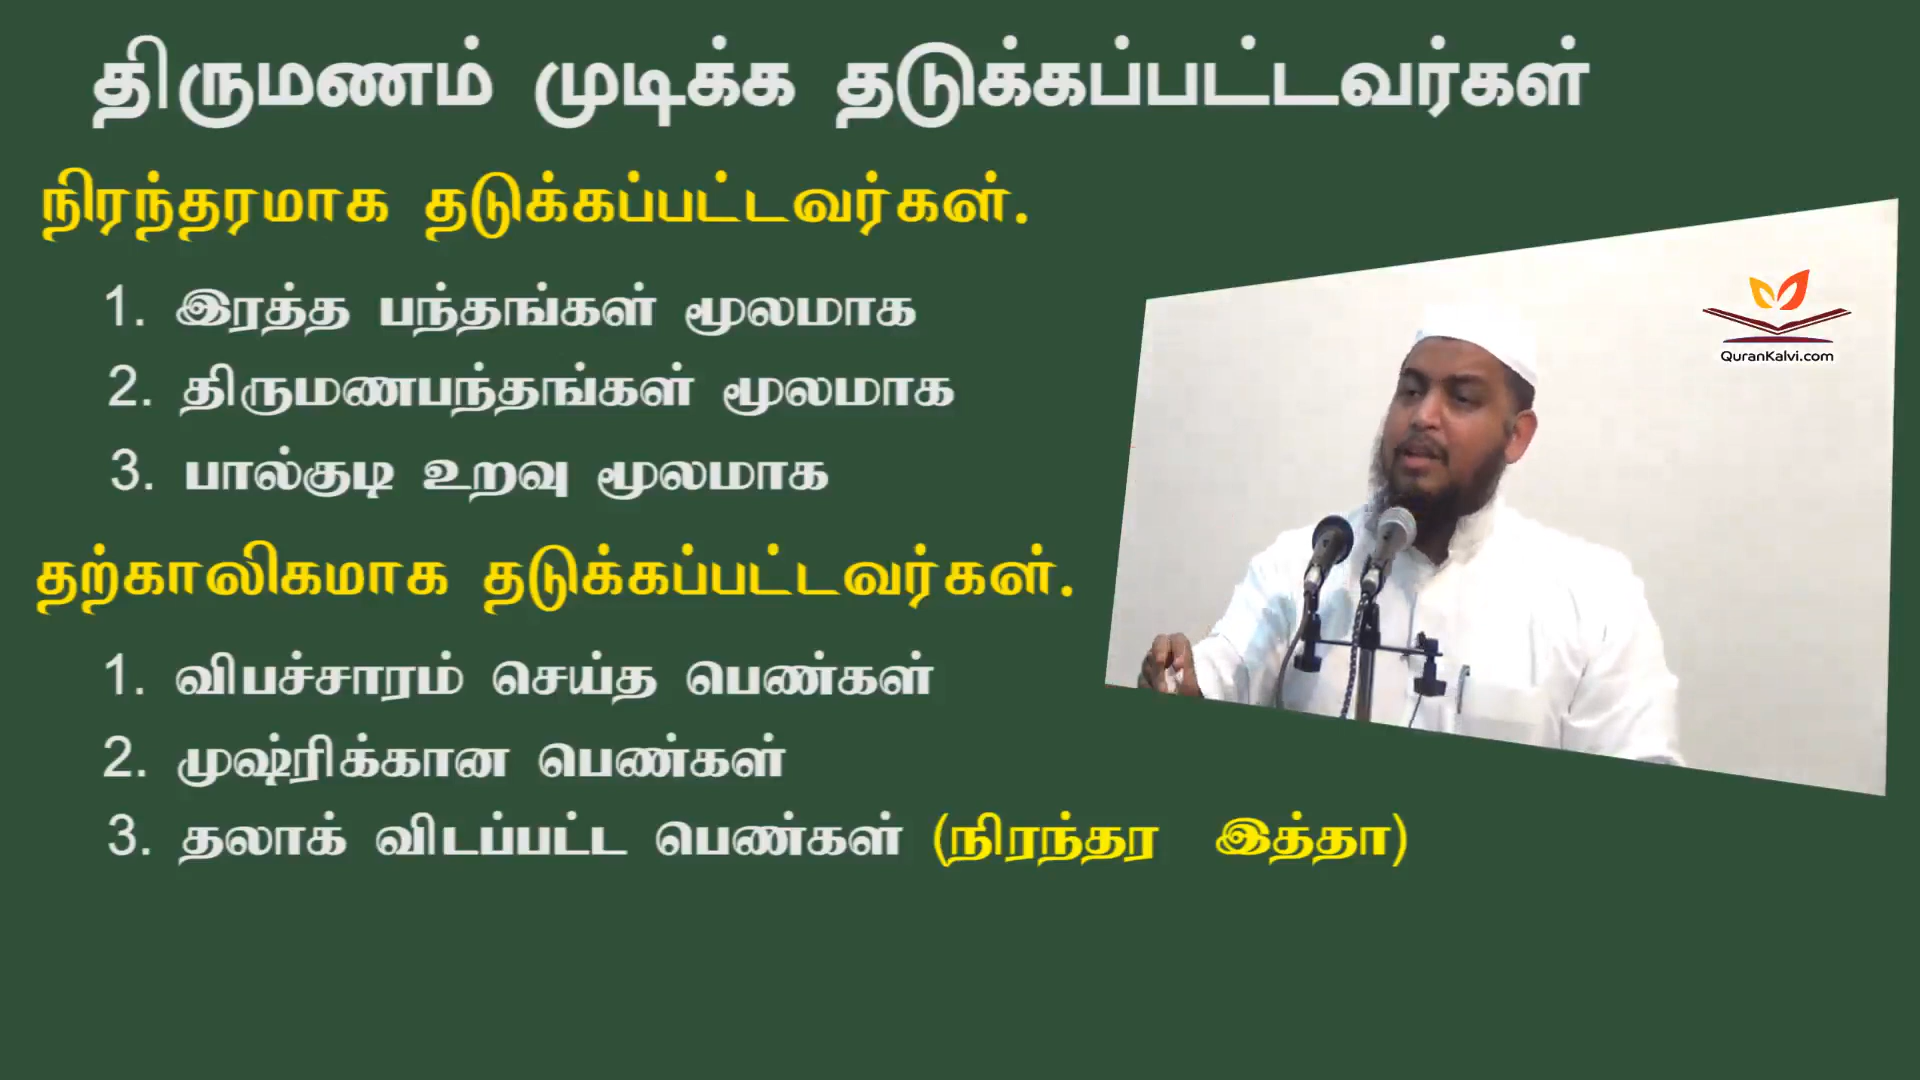 திருமணம் முடிக்க தடுக்கப்பட்டவர்கள்
நிரந்தரமாக தடுக்கப்பட்டவர்கள்.
1. இரத்த பந்தங்கள் மூலமாக
2. திருமணபந்தங்கள் மூலமாக
3. பால்குடி உறவு மூலமாக
தற்காலிகமாக தடுக்கப்பட்டவர்கள்.
1. விபச்சாரம் செய்த பெண்கள்
2. முஷ்ரிக்கான பெண்கள்
3. தலாக் விடப்பட்ட பெண்கள் (நிரந்தர இத்தா)
QuranKalvi.com